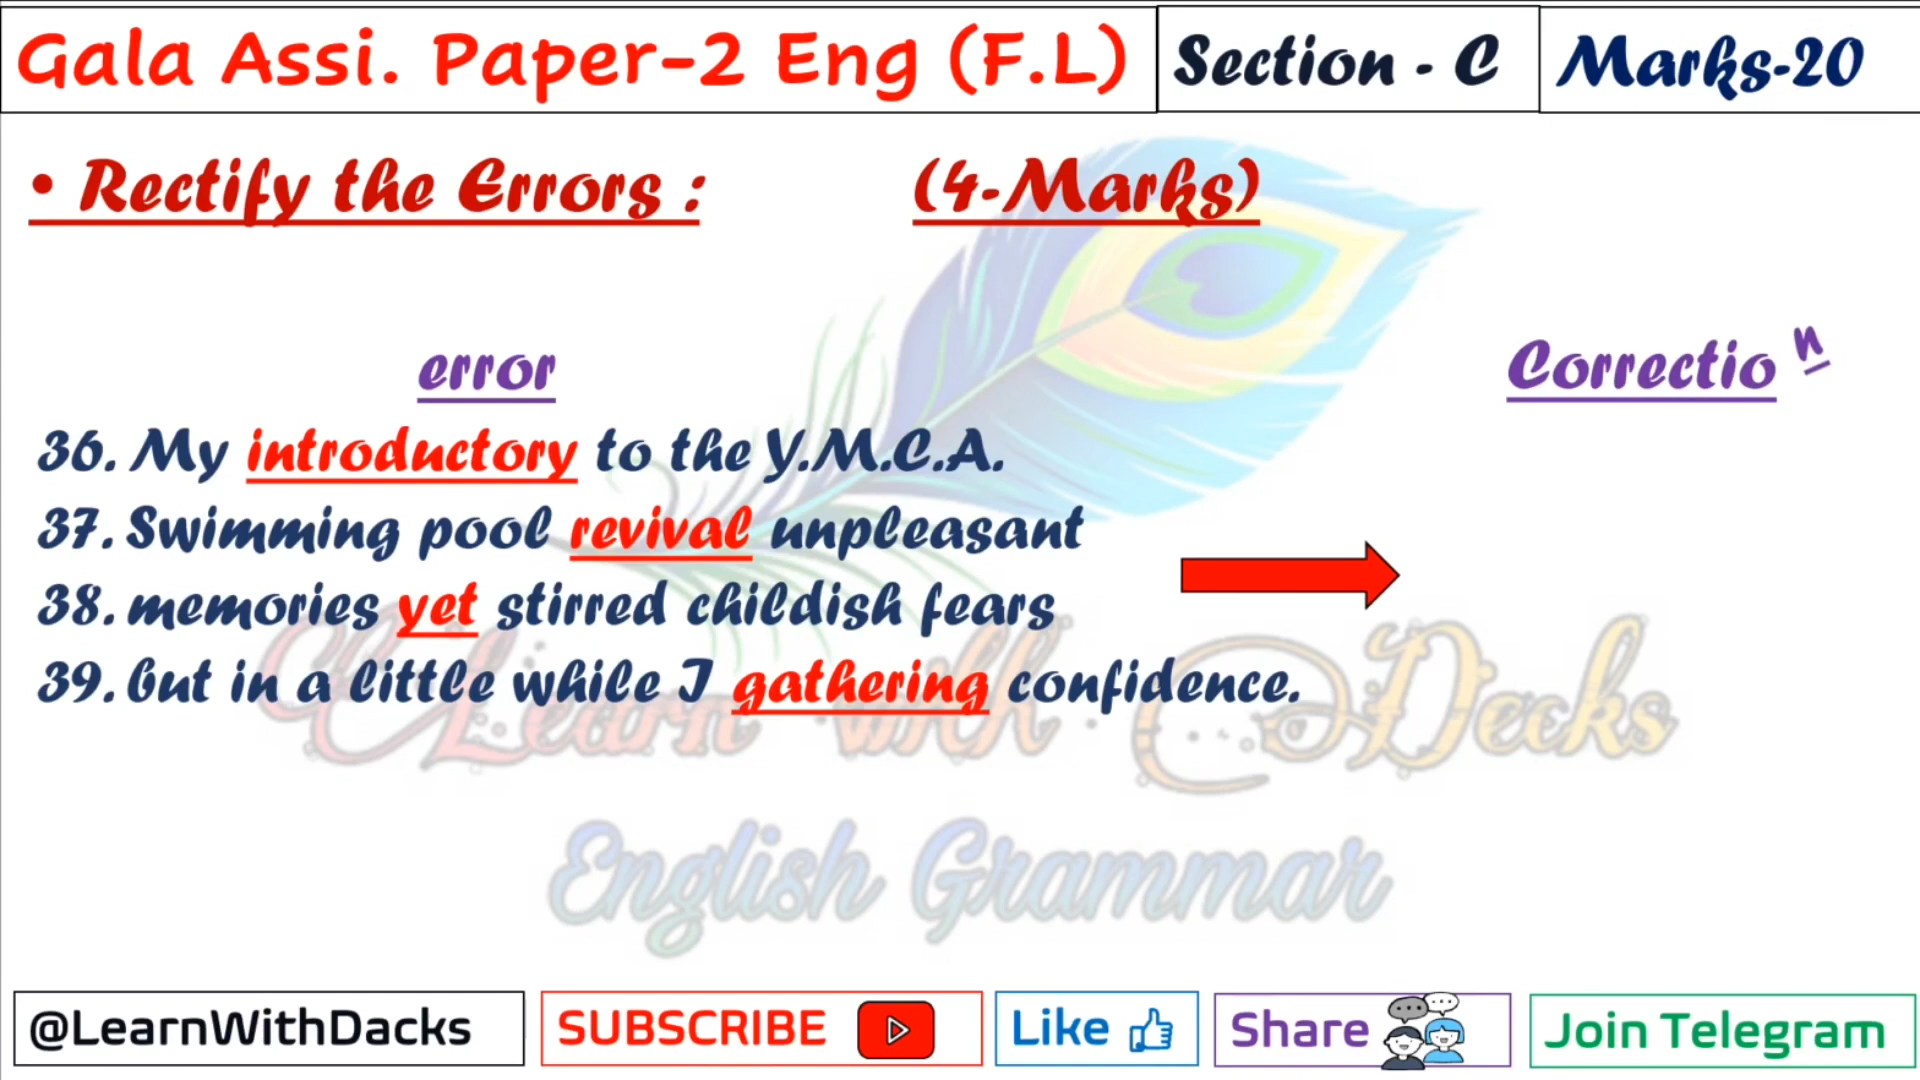 Gala Assi. Paper-2 Eng (F.L) Section - C Marks-20
• Rectify the Errors : (4-Marks)
error Correction
36. My introductory to the Y.M.C.A.
37. Swimming pool revival unpleasant
38. memories yet stirred childish fears
39. but in a little while I gathering confidence.
Learn with Dacks
English Grammar
@LearnWithDacks SUBSCRIBE Like Share Join Telegram